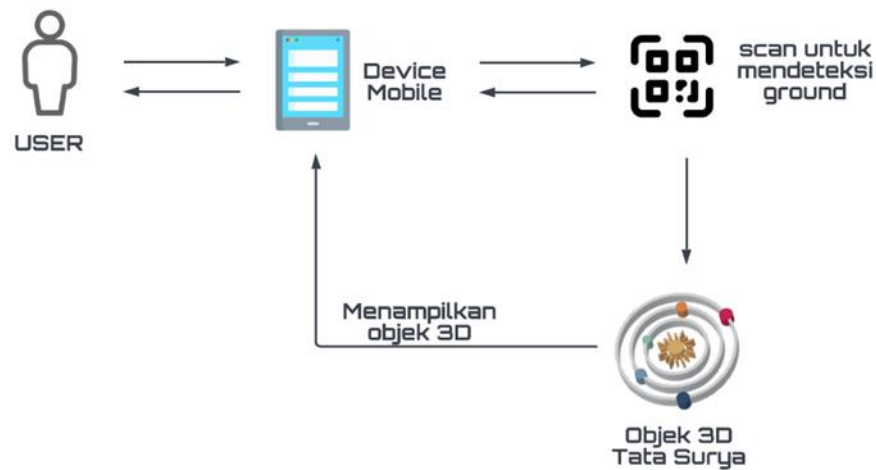 USER
Device
Mobile
scan untuk
mendeteksi
ground
Menampilkan
objek 3D
Objek 3D
Tata Surya